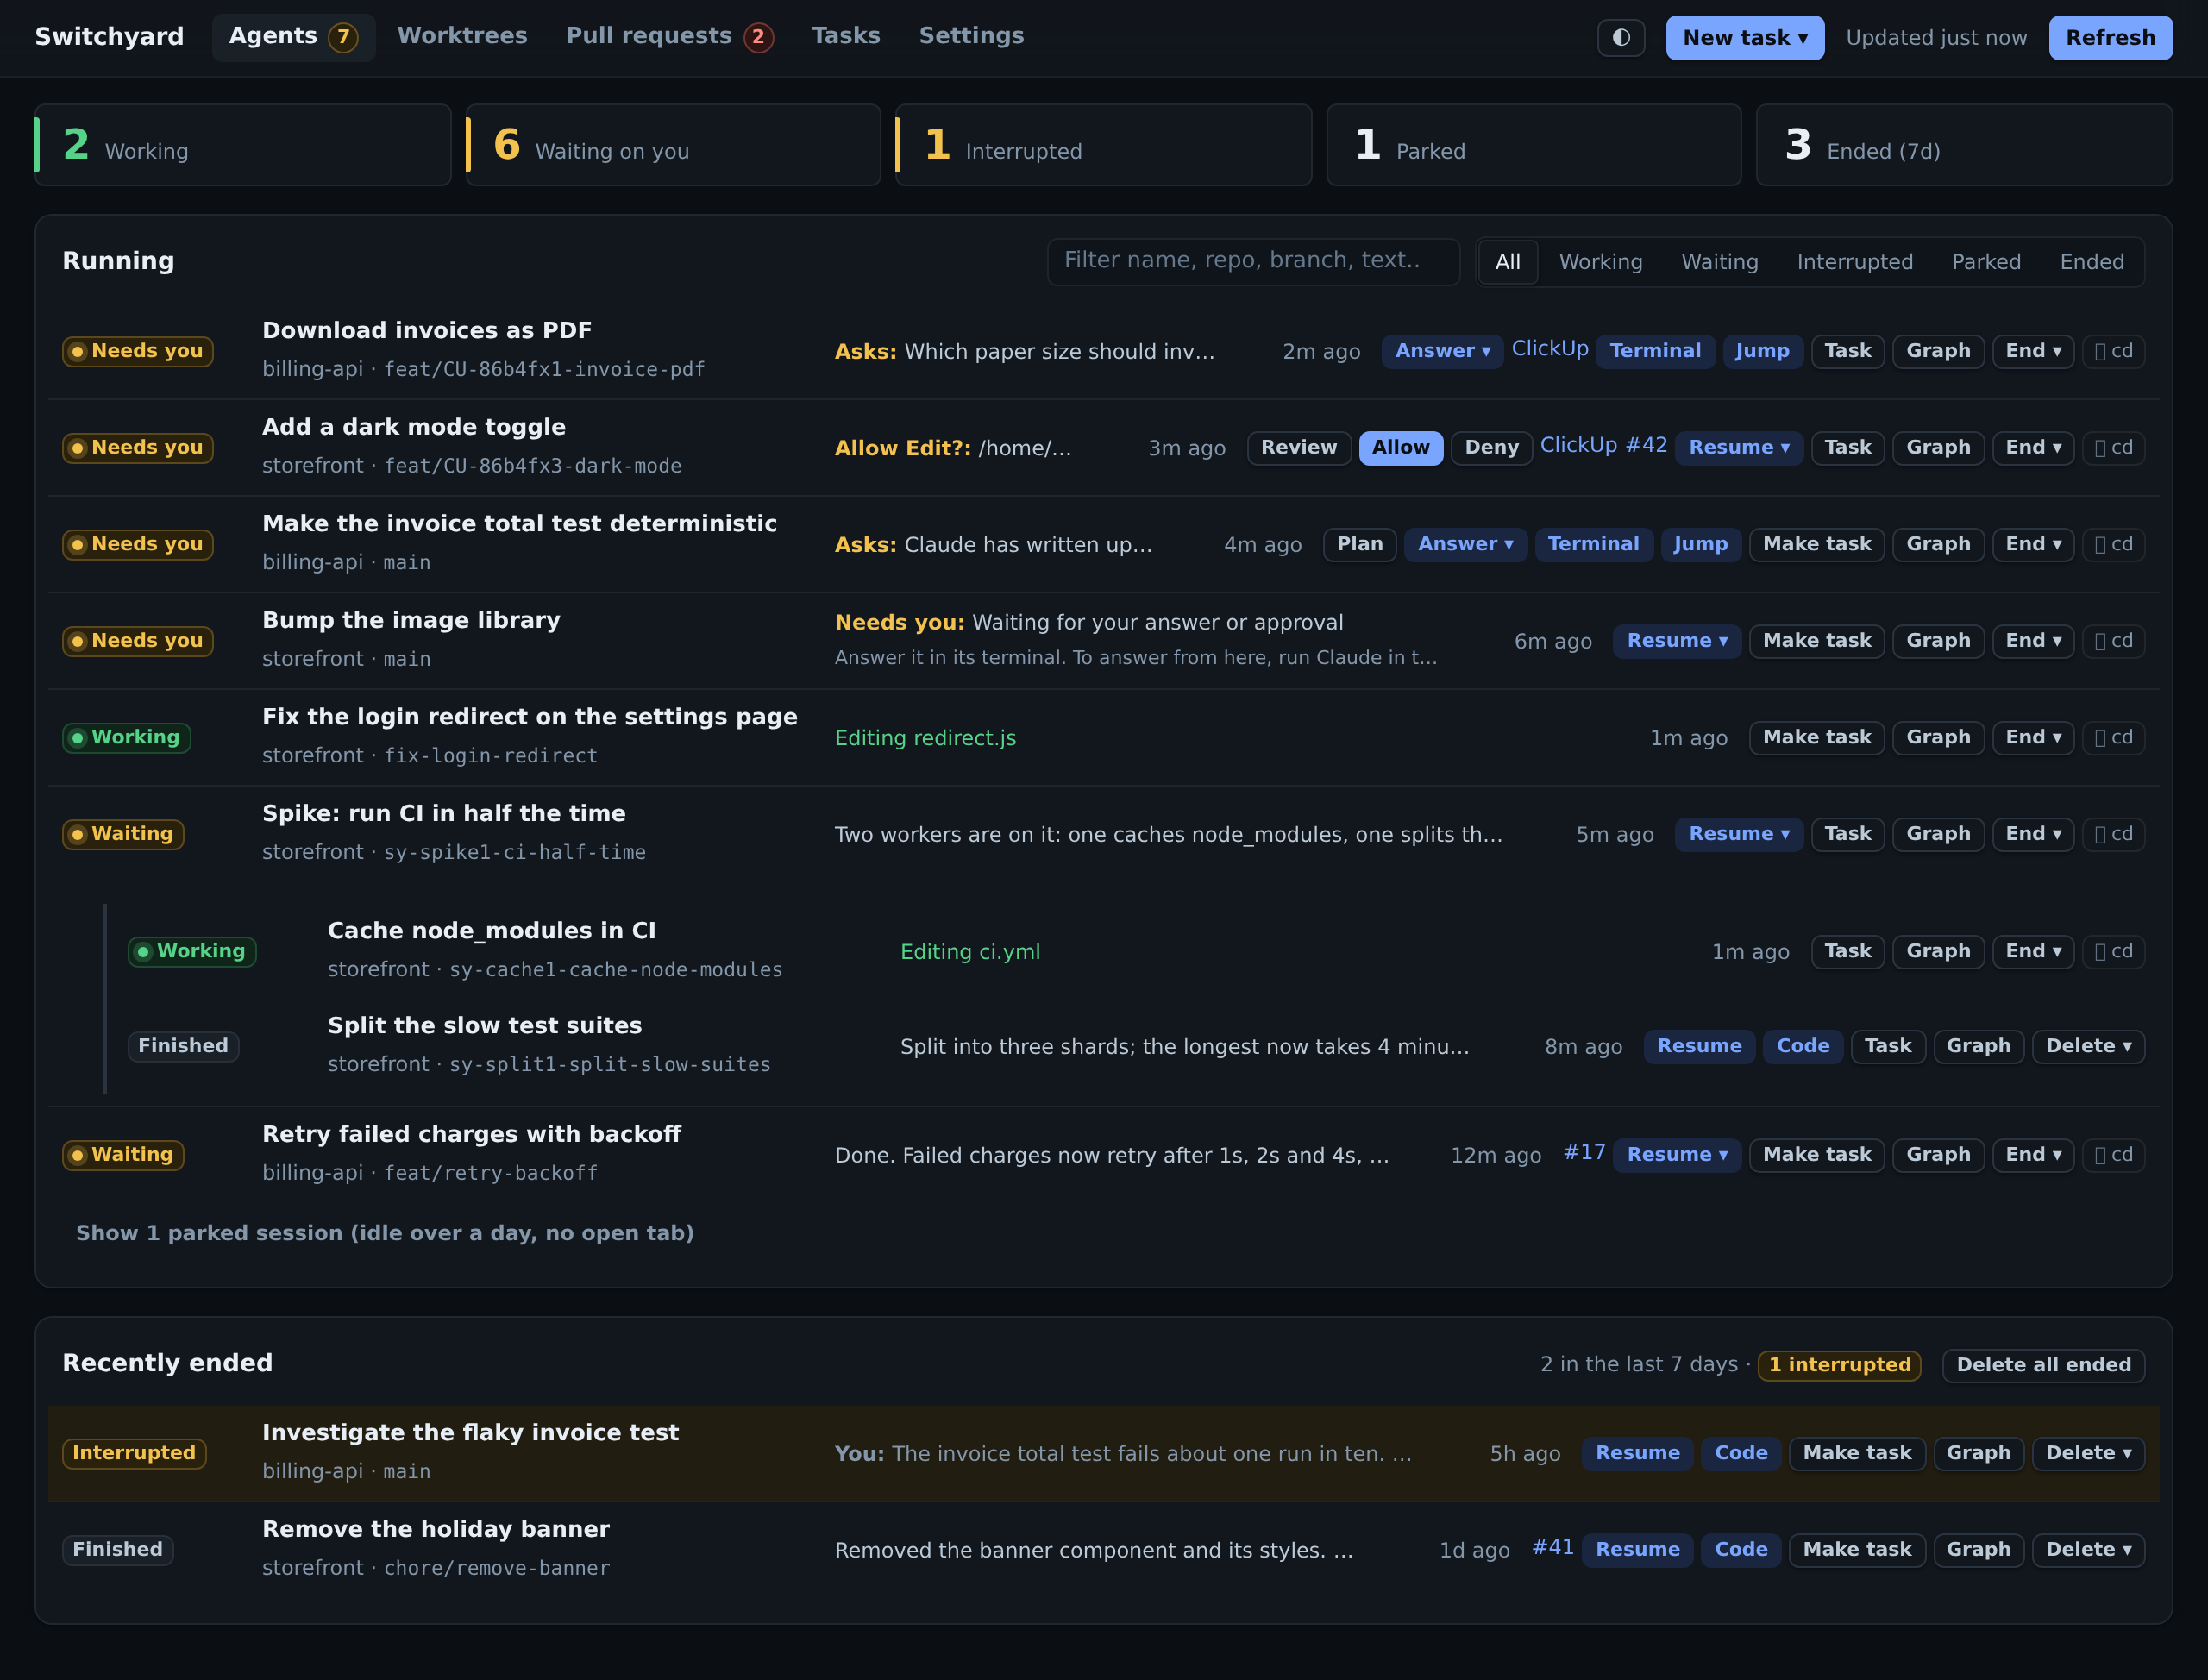 Switchyard Agents 7 Worktrees Pull requests 2 Tasks Settings New task ▾ Updated just now Refresh
2 Working 6 Waiting on you 1 Interrupted 1 Parked 3 Ended (7d)
Running Filter name, repo, branch, text.. All Working Waiting Interrupted Parked Ended
Needs you Download invoices as PDF Asks: Which paper size should inv… 2m ago Answer ▾ ClickUp Terminal Jump Task Graph End ▾ cd
billing-api · feat/CU-86b4fx1-invoice-pdf
Needs you Add a dark mode toggle Allow Edit?: /home/… 3m ago Review Allow Deny ClickUp #42 Resume ▾ Task Graph End ▾ cd
storefront · feat/CU-86b4fx3-dark-mode
Needs you Make the invoice total test deterministic Asks: Claude has written up… 4m ago Plan Answer ▾ Terminal Jump Make task Graph End ▾ cd
billing-api · main
Needs you Bump the image library Needs you: Waiting for your answer or approval 6m ago Resume ▾ Make task Graph End ▾ cd
storefront · main Answer it in its terminal. To answer from here, run Claude in t…
Working Fix the login redirect on the settings page Editing redirect.js 1m ago Make task Graph End ▾ cd
storefront · fix-login-redirect
Waiting Spike: run CI in half the time Two workers are on it: one caches node_modules, one splits th… 5m ago Resume ▾ Task Graph End ▾ cd
storefront · sy-spike1-ci-half-time
Working Cache node_modules in CI Editing ci.yml 1m ago Task Graph End ▾ cd
storefront · sy-cache1-cache-node-modules
Finished Split the slow test suites Split into three shards; the longest now takes 4 minu… 8m ago Resume Code Task Graph Delete ▾
storefront · sy-split1-split-slow-suites
Waiting Retry failed charges with backoff Done. Failed charges now retry after 1s, 2s and 4s, … 12m ago #17 Resume ▾ Make task Graph End ▾ cd
billing-api · feat/retry-backoff
Show 1 parked session (idle over a day, no open tab)
Recently ended 2 in the last 7 days · 1 interrupted Delete all ended
Interrupted Investigate the flaky invoice test You: The invoice total test fails about one run in ten. … 5h ago Resume Code Make task Graph Delete ▾
billing-api · main
Finished Remove the holiday banner Removed the banner component and its styles. … 1d ago #41 Resume Code Make task Graph Delete ▾
storefront · chore/remove-banner